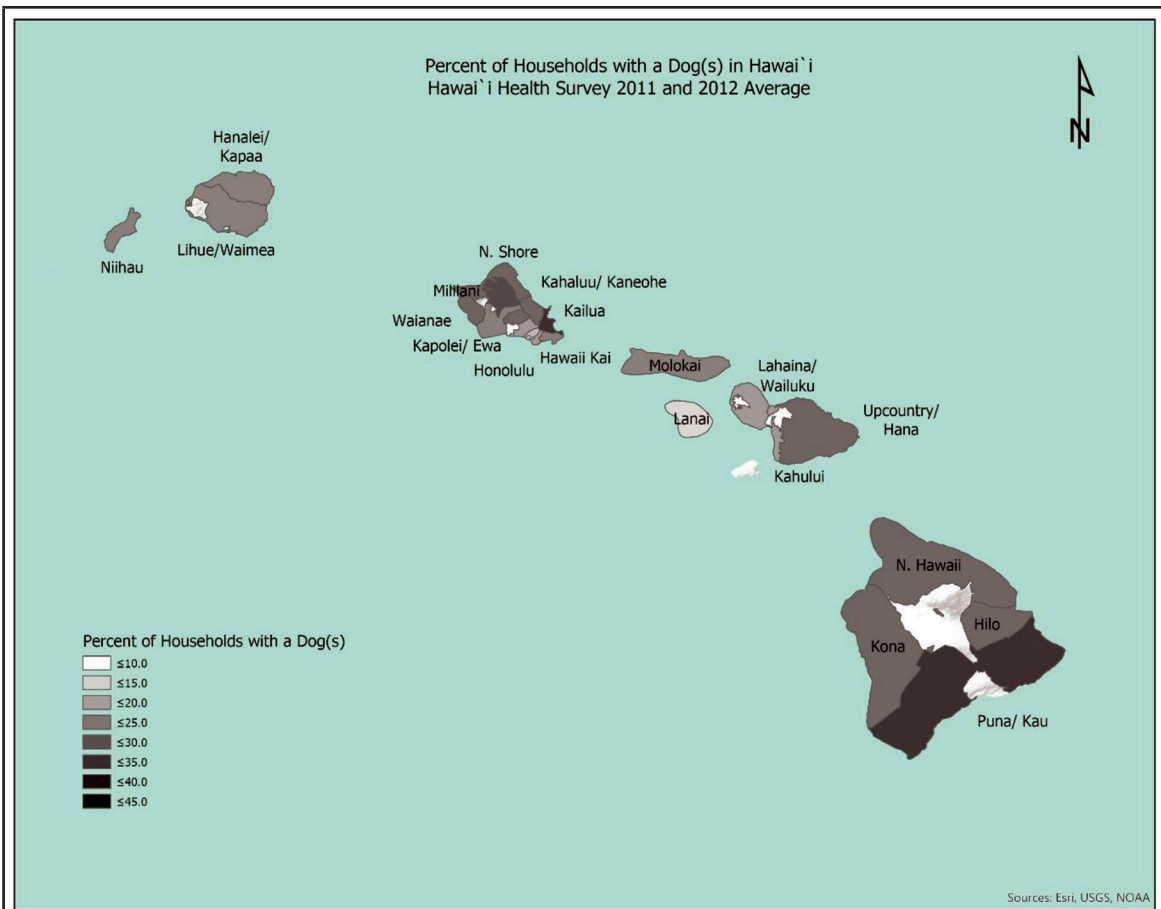 Percent of Households with a Dog(s) in Hawai`i
Hawai`i Health Survey 2011 and 2012 Average
N
Hanalei/
Kapaa
Niihau
Lihue/Waimea
N. Shore
Mililani
Kahaluu/ Kaneohe
Kailua
Waianae
Kapolei/ Ewa
Honolulu
Hawaii Kai
Molokai
Lanai
Lahaina/
Wailuku
Upcountry/
Hana
Kahului
N. Hawaii
Hilo
Kona
Puna/ Kau
Percent of Households with a Dog(s)
≤10.0
≤15.0
≤20.0
≤25.0
≤30.0
≤35.0
≤40.0
≤45.0
Sources: Esri, USGS, NOAA